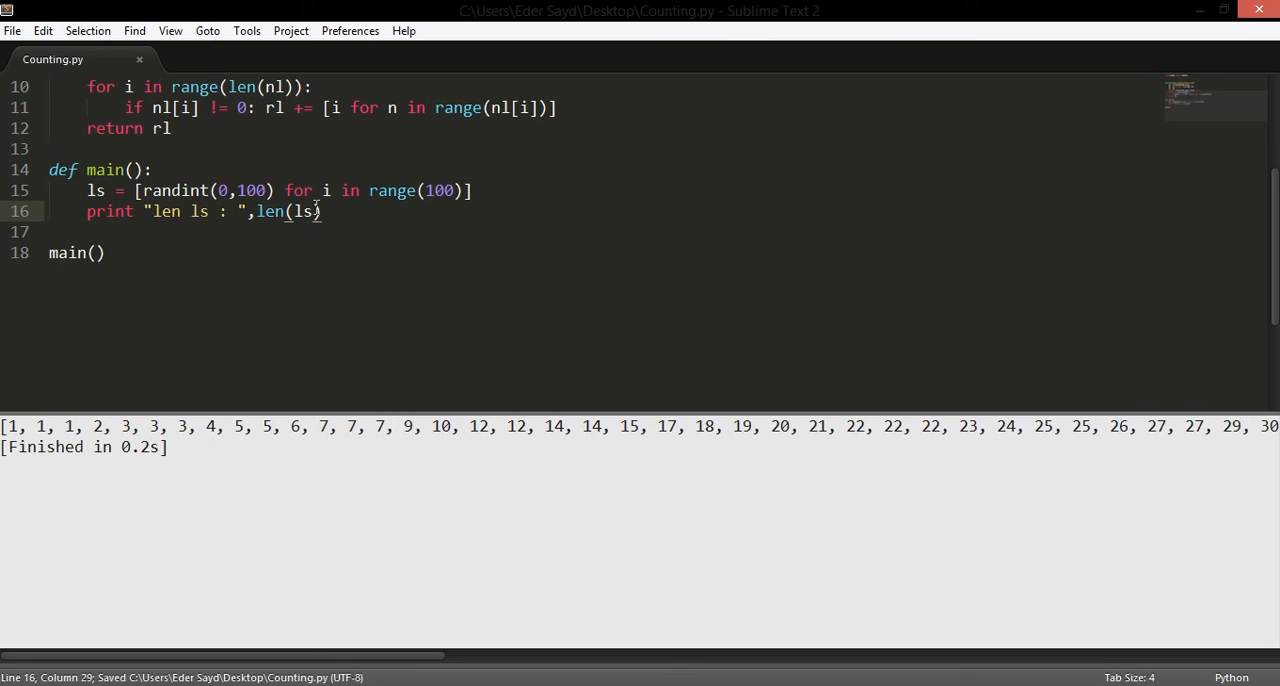 C:\Users\Eder Sayd\Desktop\Counting.py - Sublime Text 2
File Edit Selection Find View Goto Tools Project Preferences Help
Counting.py ×
10 for i in range(len(nl)):
11 if nl[i] != 0: rl += [i for n in range(nl[i])]
12 return rl
13
14 def main():
15 ls = [randint(0,100) for i in range(100)]
16 print "len ls : ",len(ls)
17
18 main()
[1, 1, 1, 2, 3, 3, 3, 4, 5, 5, 6, 7, 7, 7, 9, 10, 12, 12, 14, 14, 15, 17, 18, 19, 20, 21, 22, 22, 22, 23, 24, 25, 25, 26, 27, 27, 29, 30
[Finished in 0.2s]
Line 16, Column 29; Saved C:\Users\Eder Sayd\Desktop\Counting.py (UTF-8) Tab Size: 4 Python